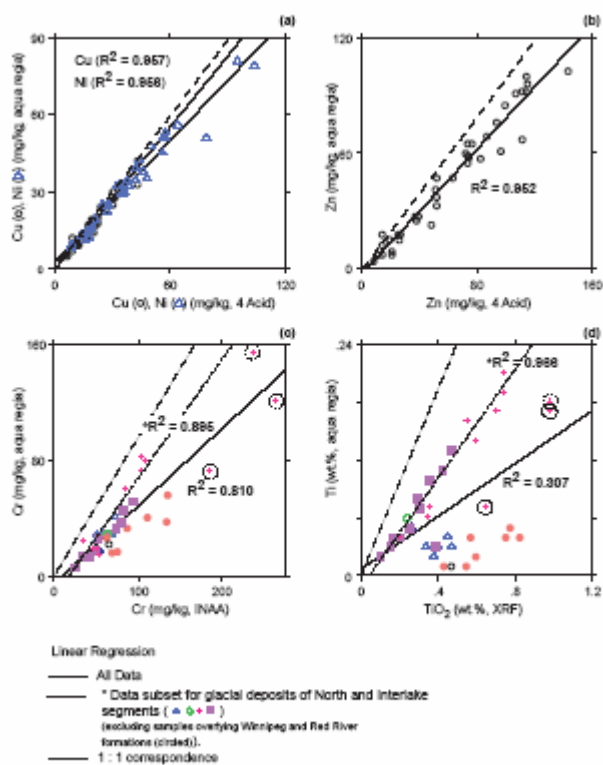 (a)
90
Cu (R² = 0.957)
Ni (R² = 0.956)
60
30
0
Cu (o), Ni (△) (mg/kg, aqua regia)
0 60 120
Cu (o), Ni (△) (mg/kg, 4 Acid)
(b)
120
60
0
Zn (mg/kg, aqua regia)
R² = 0.952
0 80 160
Zn (mg/kg, 4 Acid)
(c)
160
80
0
Cr (mg/kg, aqua regia)
*R² = 0.895
R² = 0.810
0 100 200
Cr (mg/kg, INAA)
(d)
.24
.12
0
Ti (wt.%, aqua regia)
*R² = 0.966
R² = 0.307
0 .4 .8 1.2
TiO₂ (wt.%, XRF)
Linear Regression
All Data
* Data subset for glacial deposits of North and Interlake
segments ( ▲ ◇ + ■ )
(excluding samples overlying Winnipeg and Red River
formations (circled)).
1 : 1 correspondence